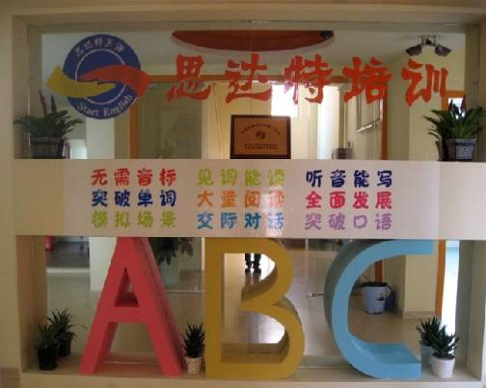 思达特培训
Start English
无需音标 见词能读 听音能写
突破单词 大量阅读 全面发展
模拟场景 交际对话 突破口语
ABC